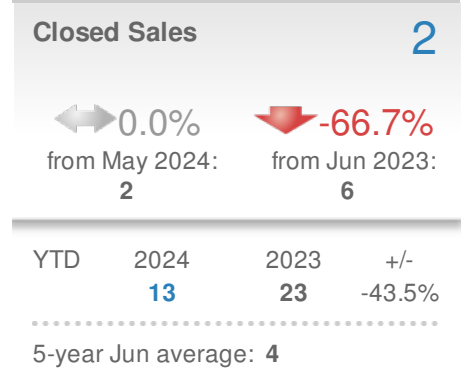 Closed Sales 2
0.0% -66.7%
from May 2024: from Jun 2023:
2 6
YTD 2024 2023 +/-
13 23 -43.5%
5-year Jun average: 4